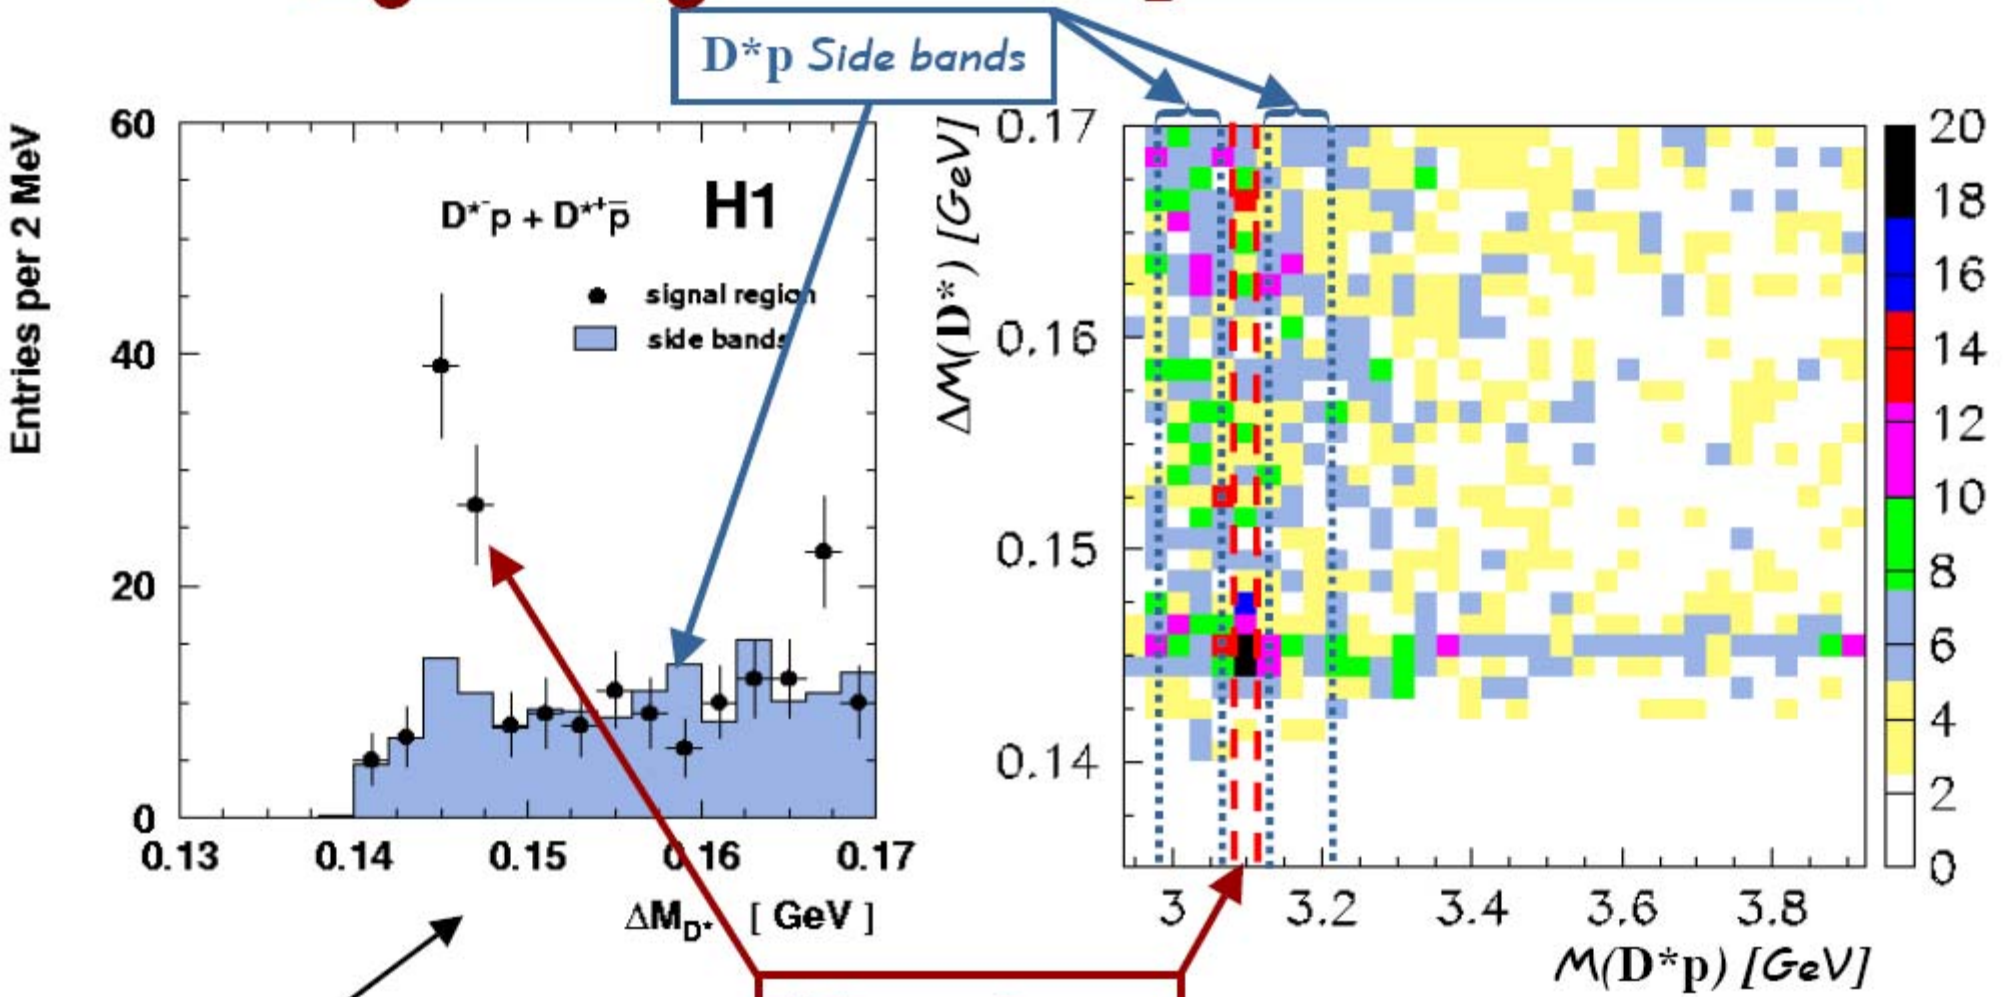 D*p Side bands
Entries per 2 MeV
60
40
20
0
0.13 0.14 0.15 0.16 0.17
ΔM_D* [ GeV ]
D*⁻p + D*⁺p̄
H1
signal region
side bands
ΔM(D*) [GeV]
0.17
0.16
0.15
0.14
3 3.2 3.4 3.6 3.8
M(D*p) [GeV]
20
18
16
14
12
10
8
6
4
2
0